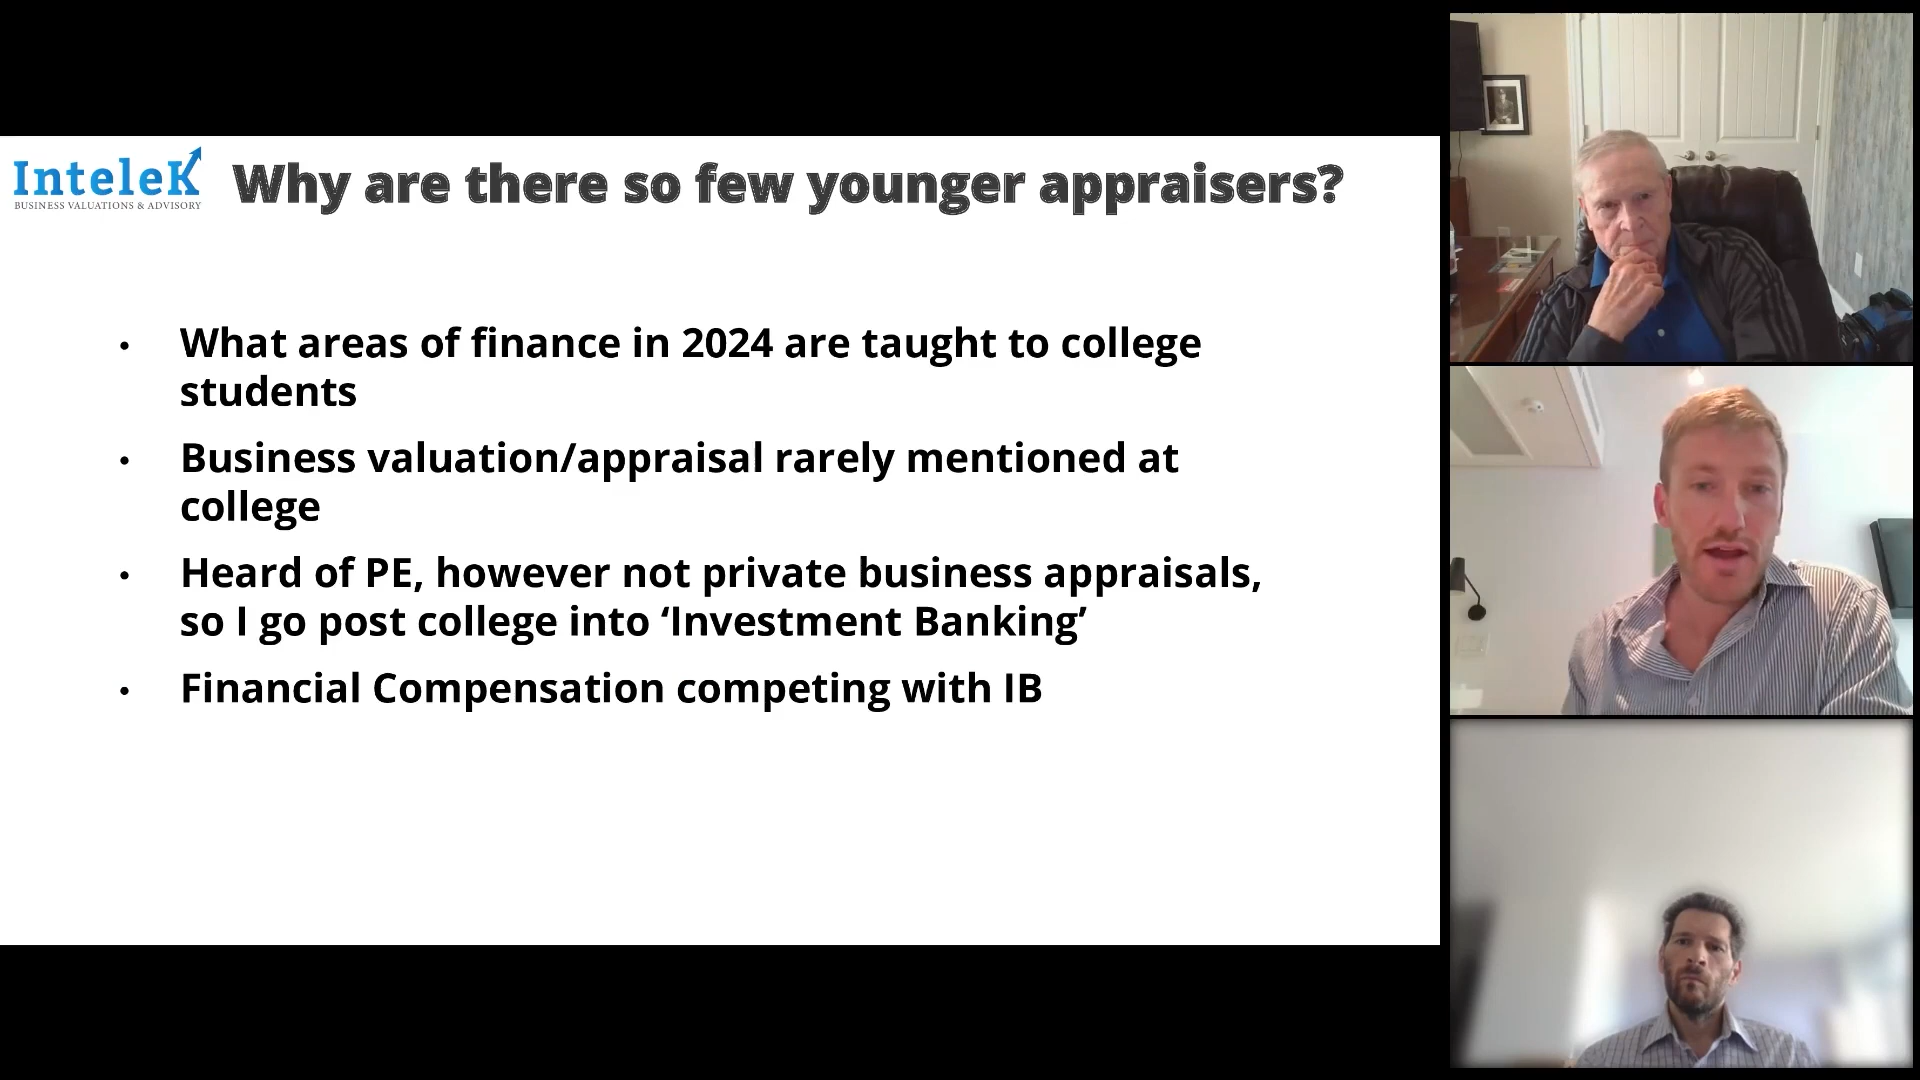 InteleK
BUSINESS VALUATIONS & ADVISORY
Why are there so few younger appraisers?
• What areas of finance in 2024 are taught to college
students
• Business valuation/appraisal rarely mentioned at
college
• Heard of PE, however not private business appraisals,
so I go post college into ‘Investment Banking’
• Financial Compensation competing with IB